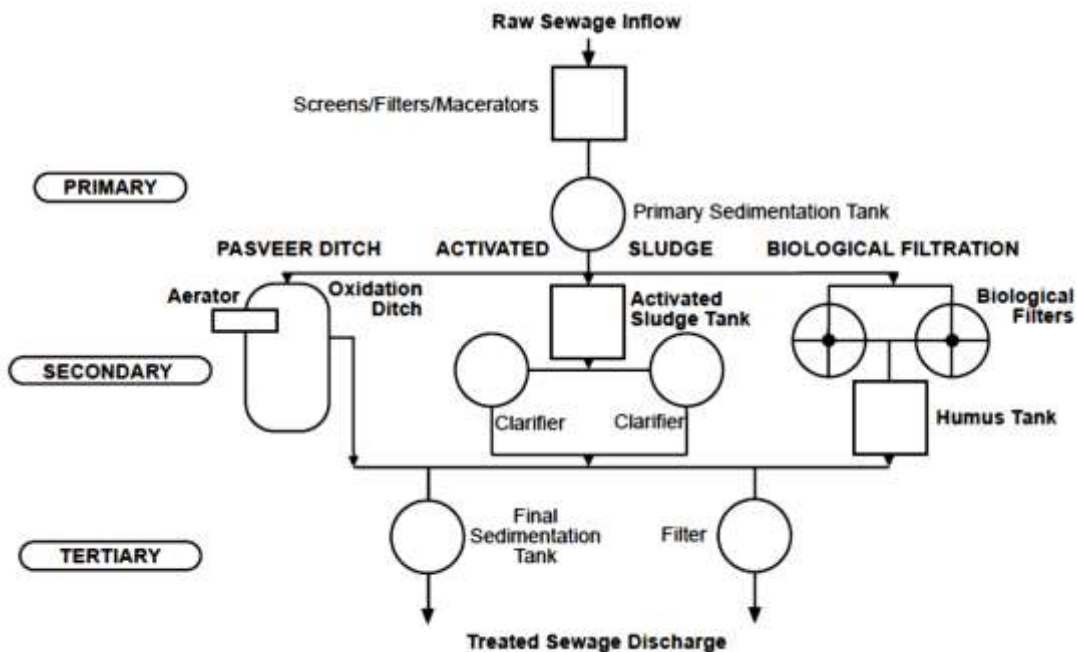 Raw Sewage Inflow
Screens/Filters/Macerators
PRIMARY
Primary Sedimentation Tank
PASVEER DITCH
ACTIVATED SLUDGE
BIOLOGICAL FILTRATION
Aerator
Oxidation
Ditch
Activated
Sludge Tank
Biological
Filters
SECONDARY
Clarifier
Clarifier
Humus Tank
Final
Sedimentation
Tank
Filter
TERTIARY
Treated Sewage Discharge